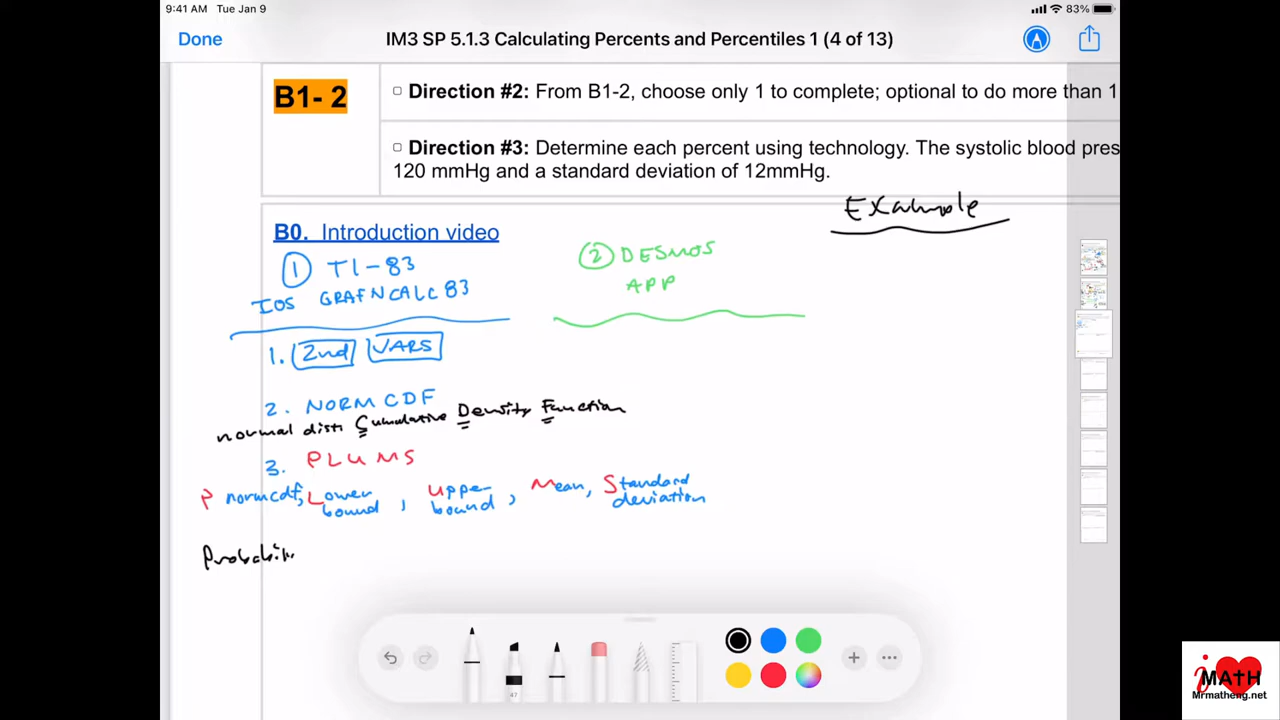 9:41 AM Tue Jan 9
83%
Done
IM3 SP 5.1.3 Calculating Percents and Percentiles 1 (4 of 13)
B1- 2
Direction #2: From B1-2, choose only 1 to complete; optional to do more than 1
Direction #3: Determine each percent using technology. The systolic blood pres
120 mmHg and a standard deviation of 12mmHg.
Example
B0. Introduction video
1 TI-83
IOS GRAFNCALC83
2 DESMOS
APP
1. 2nd VARS
2. NORMCDF
normal dist. Cumulative Density Function
3. PLUMS
P normcdf, Lower bound, Upper bound, Mean, Standard deviation
Probabili
47
i MATH
Mrmatheng.net